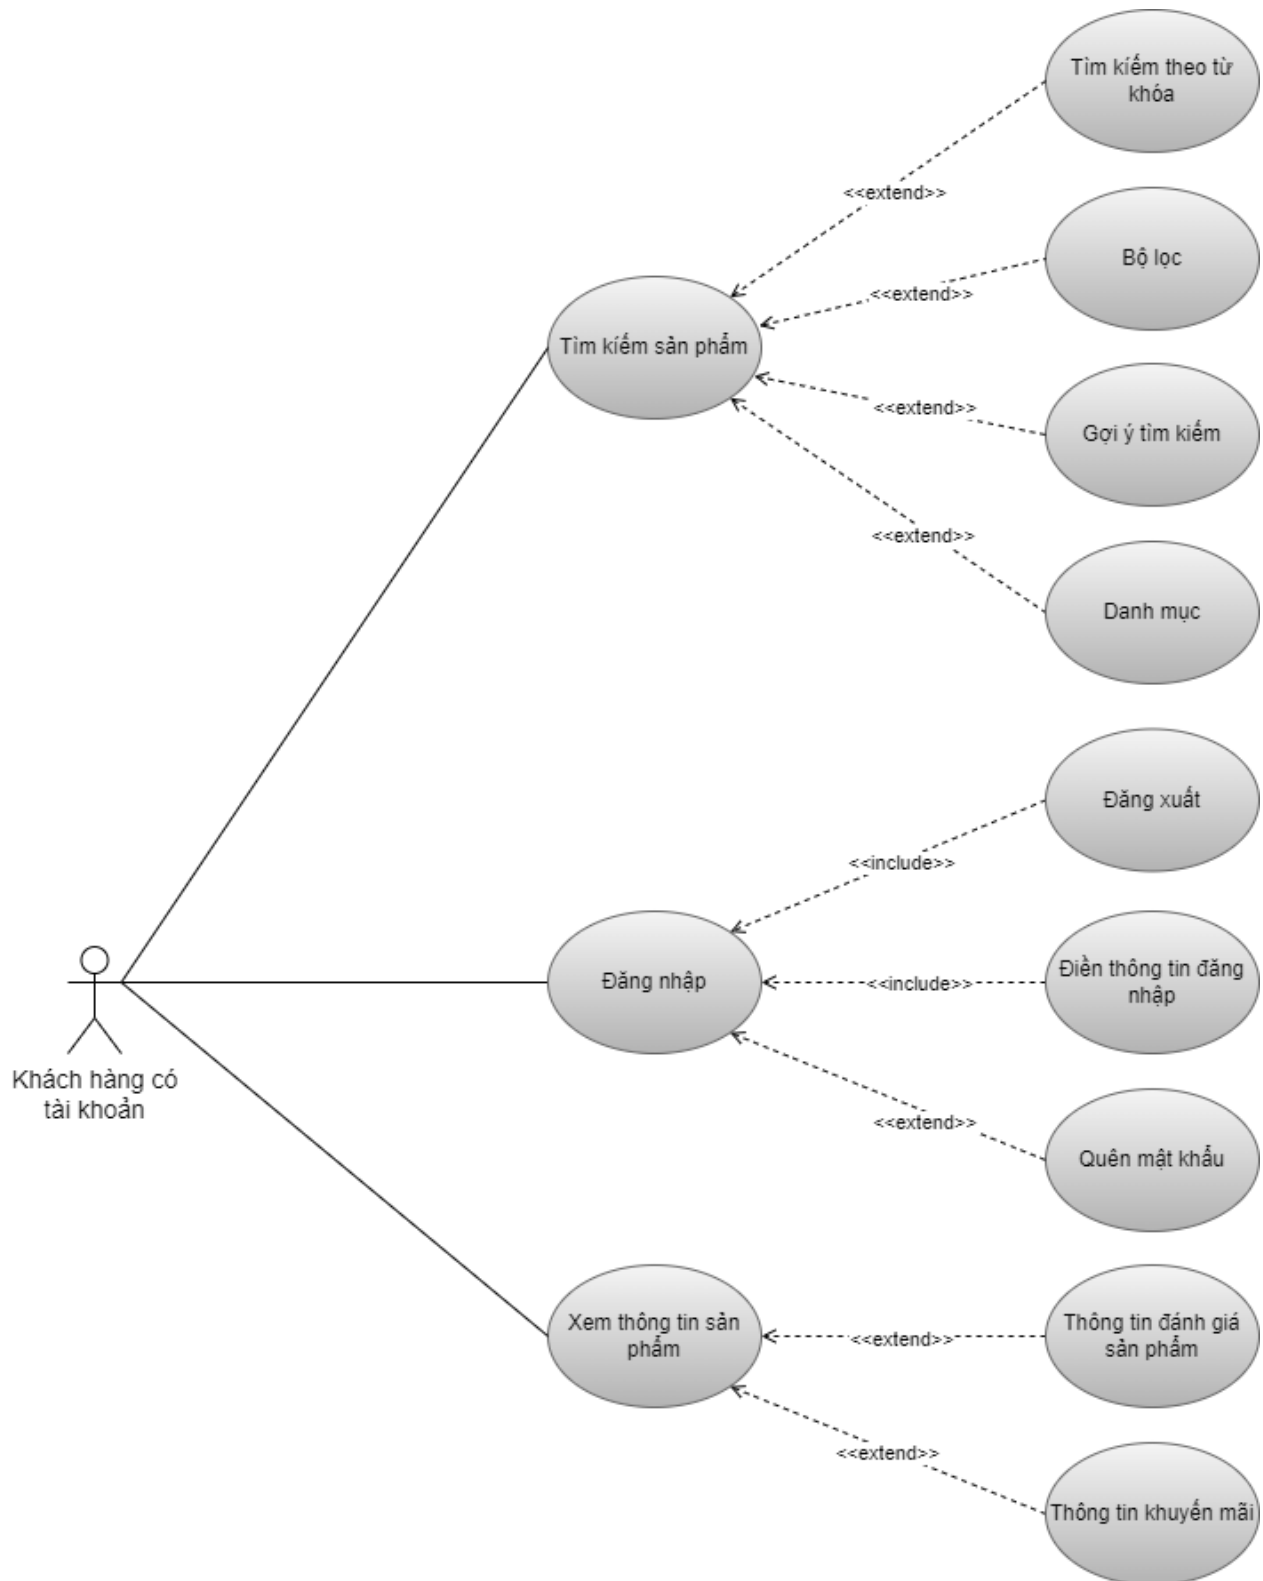 Tìm kiếm theo từ
khóa
<<extend>>
Bộ lọc
<<extend>>
Tìm kiếm sản phẩm
<<extend>>
Gợi ý tìm kiếm
<<extend>>
Danh mục
Đăng xuất
<<include>>
Đăng nhập
<<include>>
Điền thông tin đăng
nhập
Khách hàng có
tài khoản
<<extend>>
Quên mật khẩu
Xem thông tin sản
phẩm
<<extend>>
Thông tin đánh giá
sản phẩm
<<extend>>
Thông tin khuyến mãi